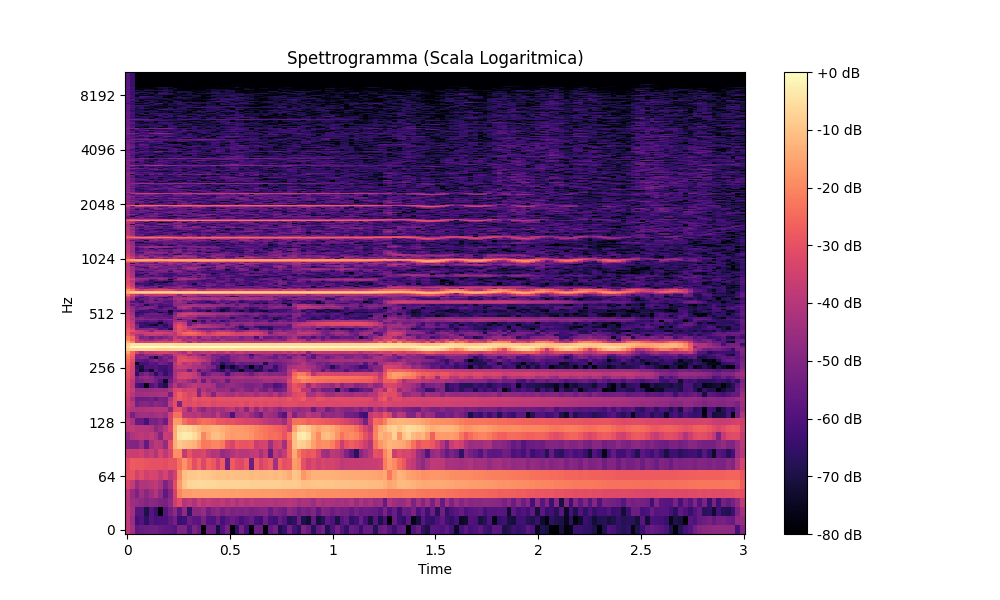 Spettrogramma (Scala Logaritmica)
8192
4096
2048
1024
512
256
128
64
0
Hz
0
0.5
1
1.5
2
2.5
3
Time
+0 dB
-10 dB
-20 dB
-30 dB
-40 dB
-50 dB
-60 dB
-70 dB
-80 dB